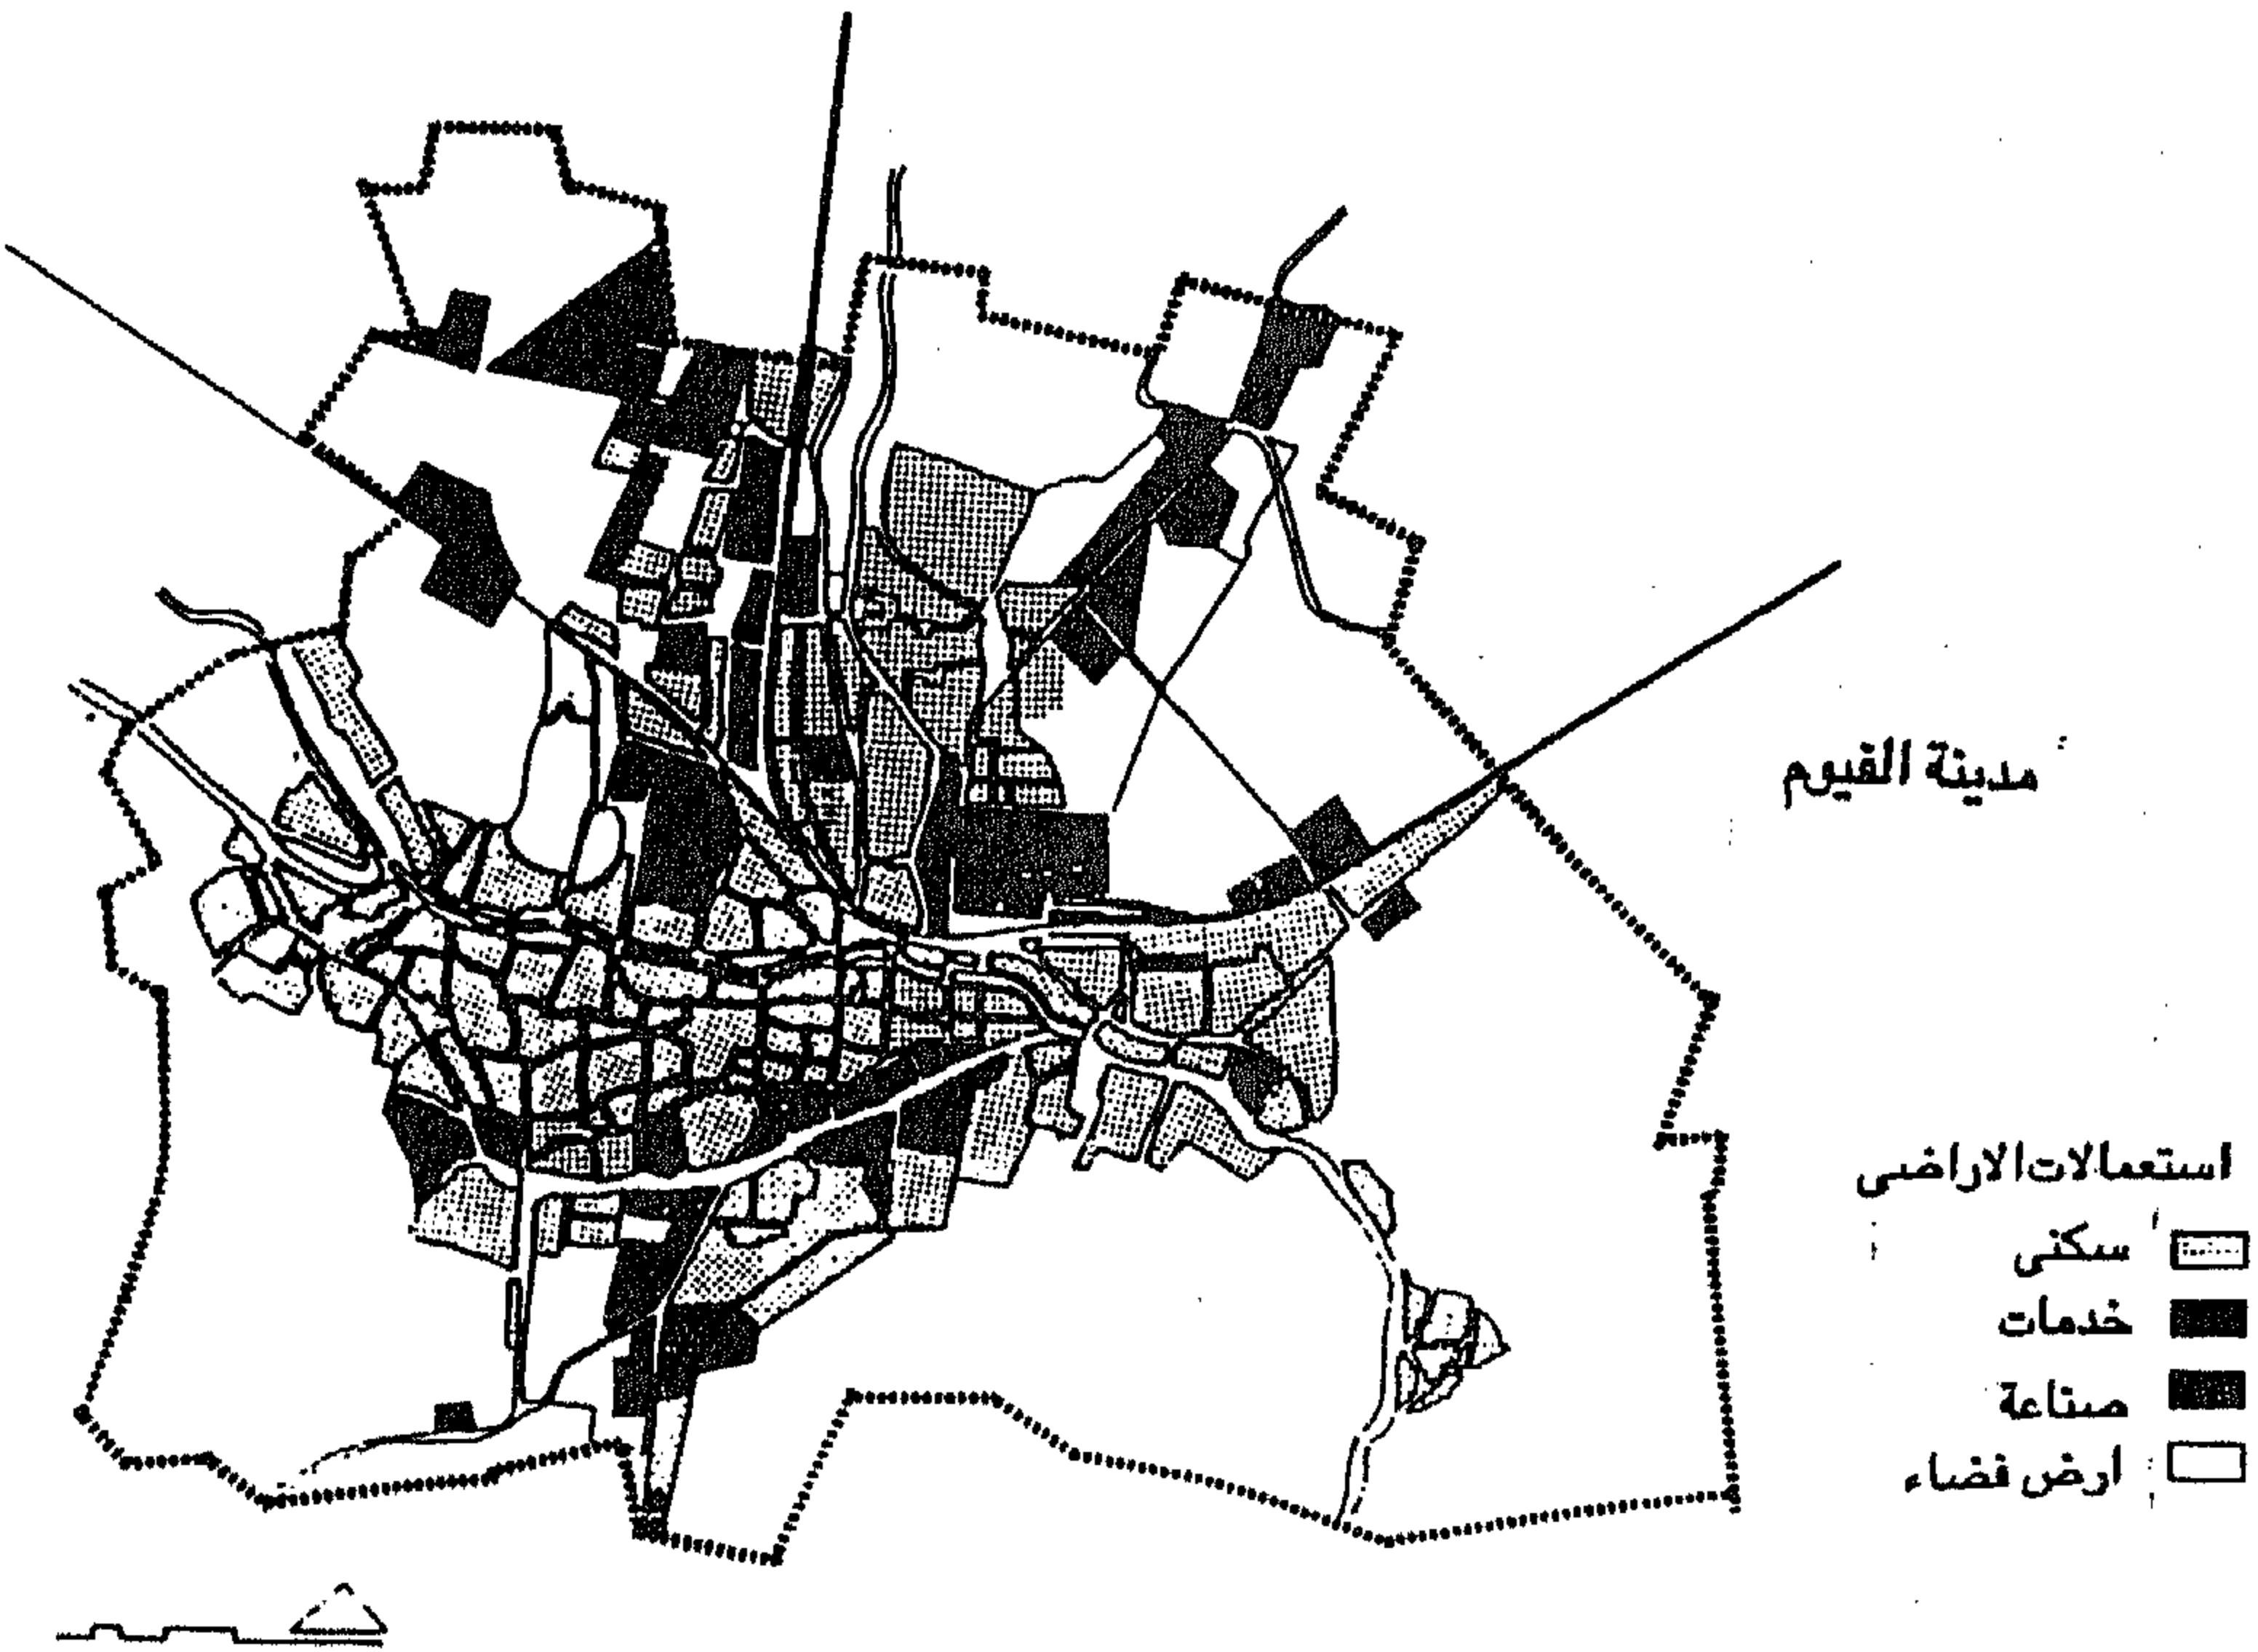 مدينة الفيوم
استعمالات الاراضى
سكنى
خدمات
صناعة
ارض فضاء